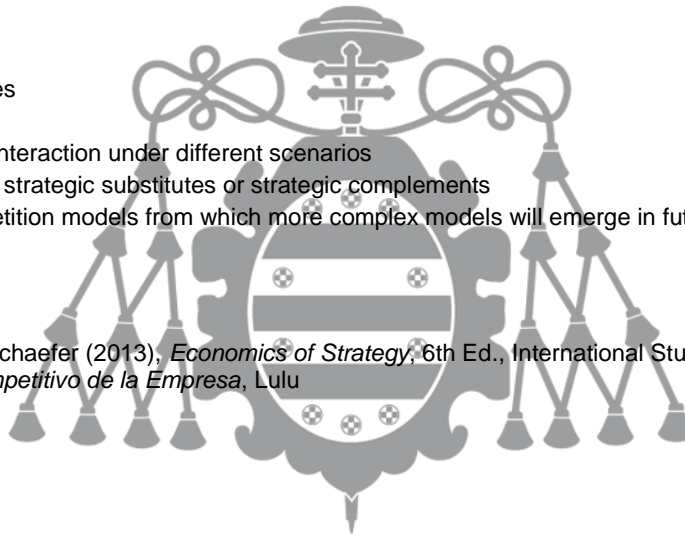 es
nteraction under different scenarios
strategic substitutes or strategic complements
etition models from which more complex models will emerge in fut
chaefer (2013), Economics of Strategy, 6th Ed., International Stu
mpetitivo de la Empresa, Lulu